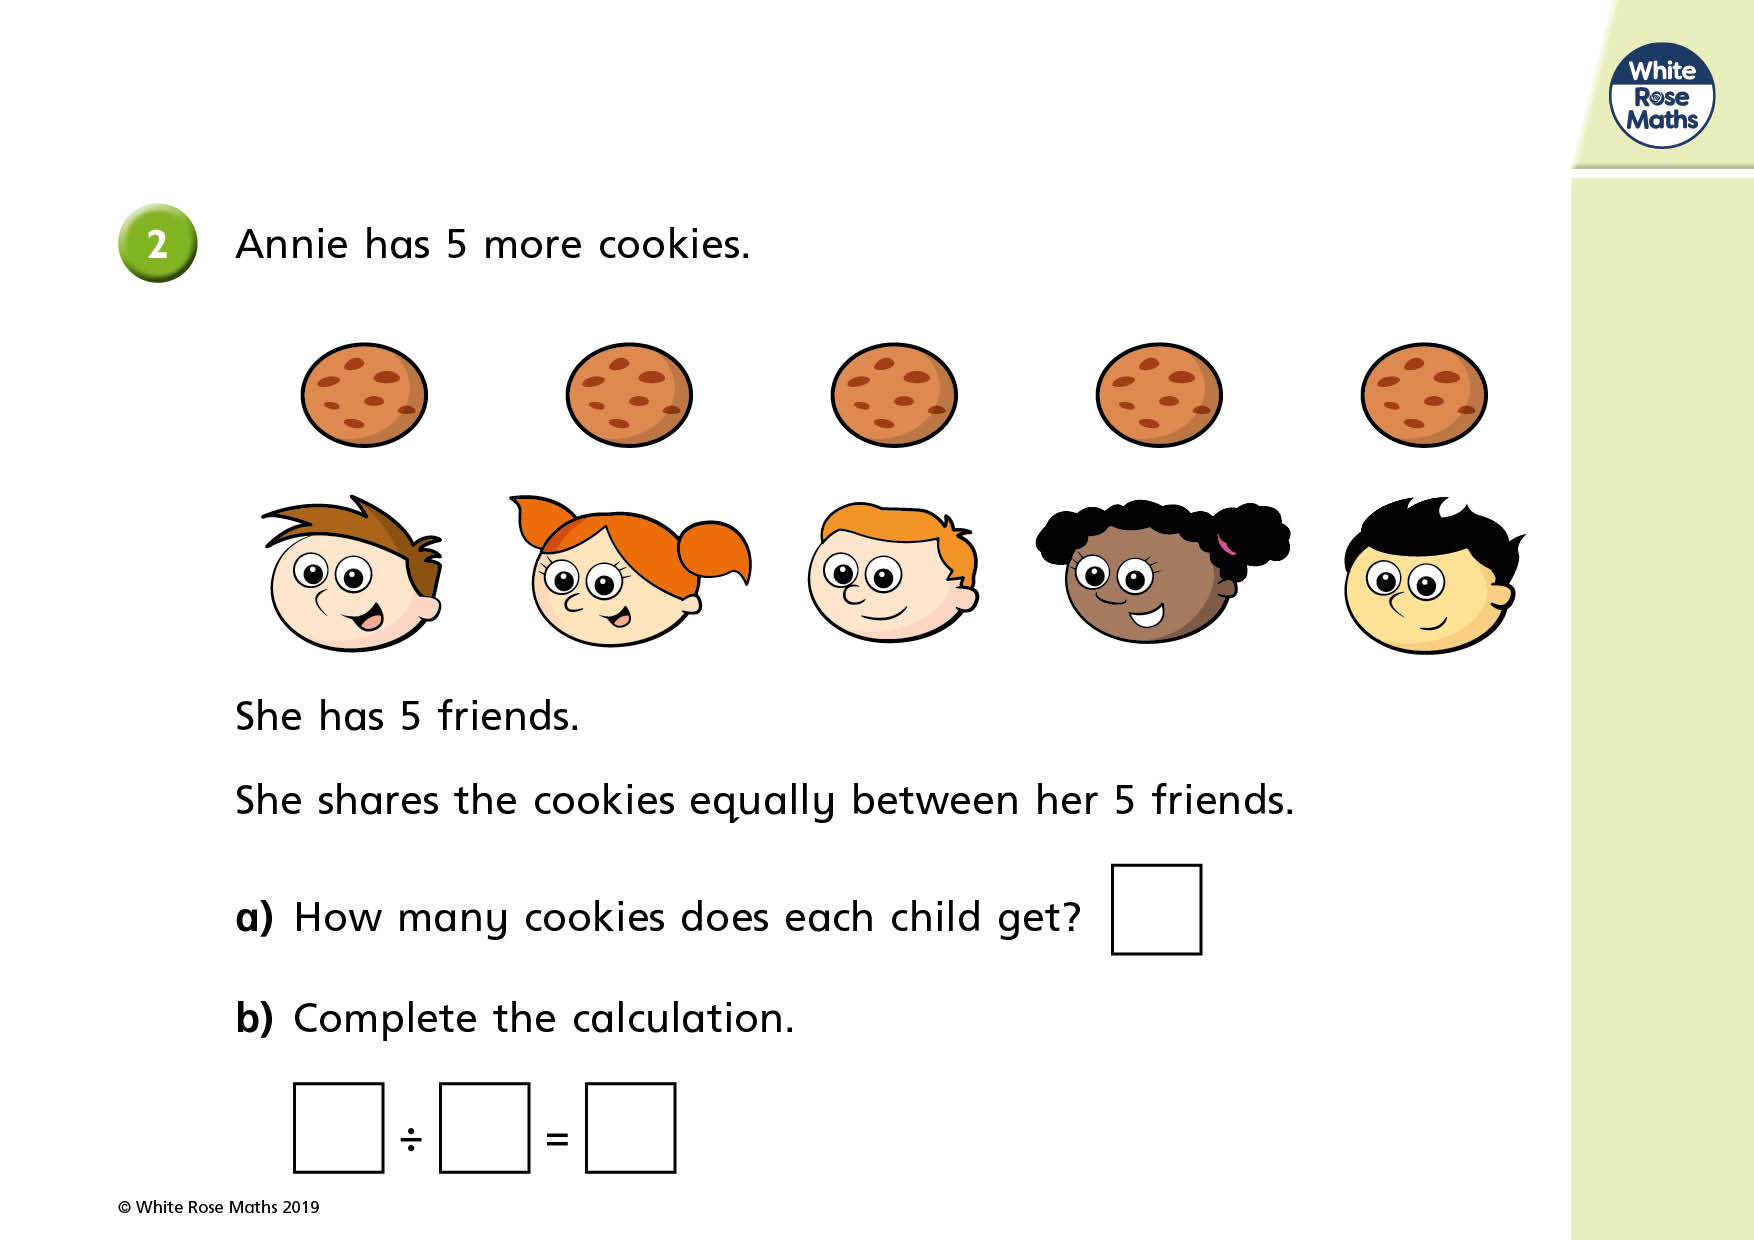 White
Rose
Maths
2 Annie has 5 more cookies.
She has 5 friends.
She shares the cookies equally between her 5 friends.
a) How many cookies does each child get?
b) Complete the calculation.
÷ =
© White Rose Maths 2019